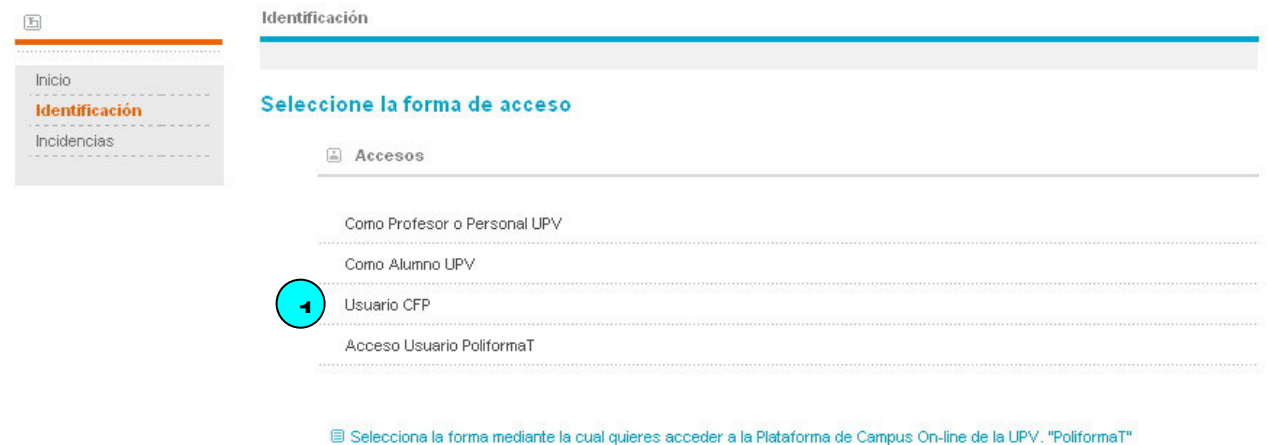 Identificación
Inicio
Identificación
Incidencias
Seleccione la forma de acceso
Accesos
Como Profesor o Personal UPV
Como Alumno UPV
1
Usuario CFP
Acceso Usuario PoliformaT
Selecciona la forma mediante la cual quieres acceder a la Plataforma de Campus On-line de la UPV. "PoliformaT"